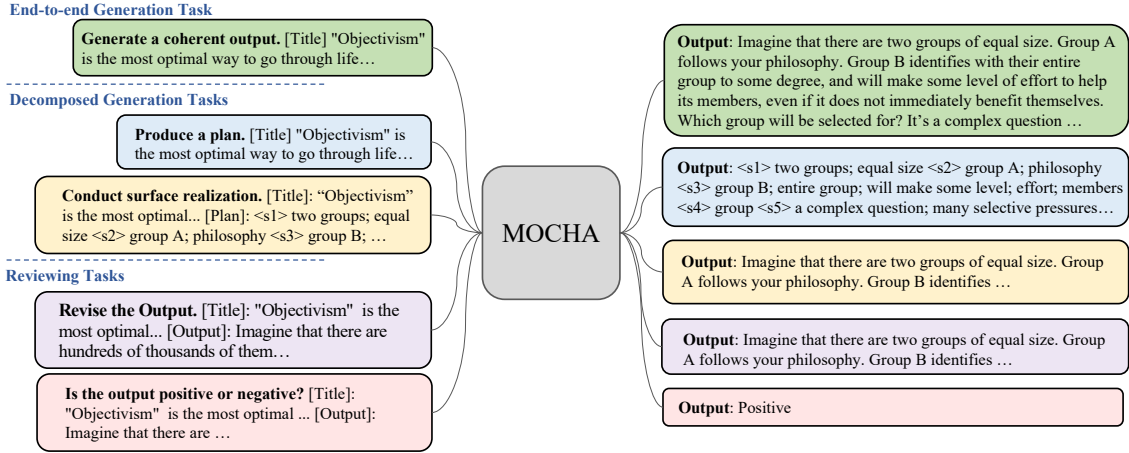 End-to-end Generation Task
Generate a coherent output. [Title] "Objectivism"
is the most optimal way to go through life…
Decomposed Generation Tasks
Produce a plan. [Title] "Objectivism" is
the most optimal way to go through life…
Conduct surface realization. [Title]: “Objectivism”
is the most optimal... [Plan]: <s1> two groups; equal
size <s2> group A; philosophy <s3> group B; …
Reviewing Tasks
Revise the Output. [Title]: "Objectivism" is the
most optimal... [Output]: Imagine that there are
hundreds of thousands of them…
Is the output positive or negative? [Title]:
"Objectivism" is the most optimal ... [Output]:
Imagine that there are …
MOCHA
Output: Imagine that there are two groups of equal size. Group A
follows your philosophy. Group B identifies with their entire
group to some degree, and will make some level of effort to help
its members, even if it does not immediately benefit themselves.
Which group will be selected for? It’s a complex question …
Output: <s1> two groups; equal size <s2> group A; philosophy
<s3> group B; entire group; will make some level; effort; members
<s4> group <s5> a complex question; many selective pressures…
Output: Imagine that there are two groups of equal size. Group
A follows your philosophy. Group B identifies …
Output: Imagine that there are two groups of equal size. Group
A follows your philosophy. Group B identifies …
Output: Positive